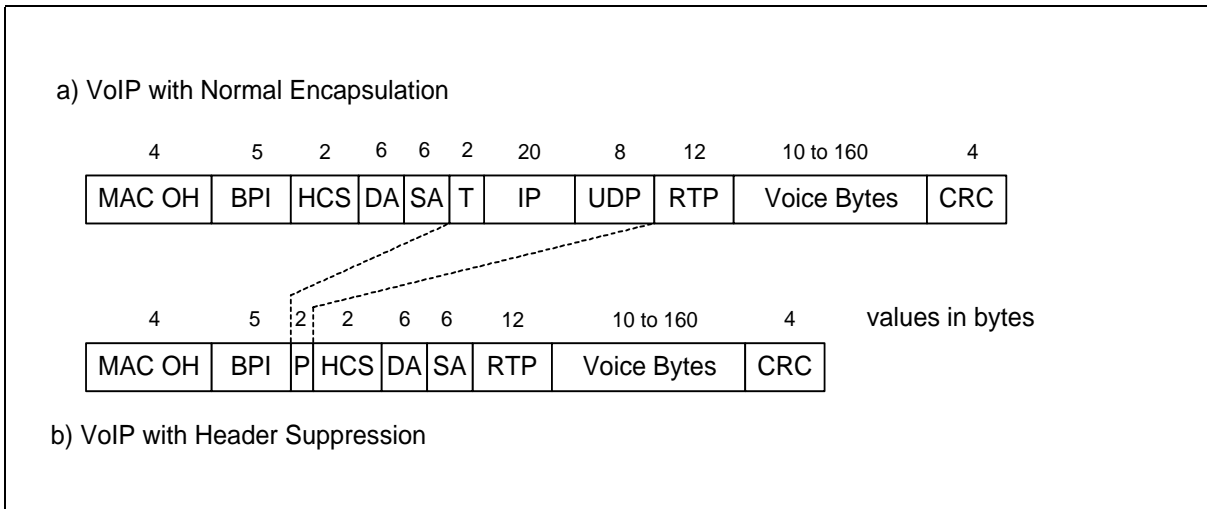 a) VoIP with Normal Encapsulation
4 5 2 6 6 2 20 8 12 10 to 160 4
MAC OH BPI HCS DA SA T IP UDP RTP Voice Bytes CRC
4 5 2 2 6 6 12 10 to 160 4 values in bytes
MAC OH BPI P HCS DA SA RTP Voice Bytes CRC
b) VoIP with Header Suppression